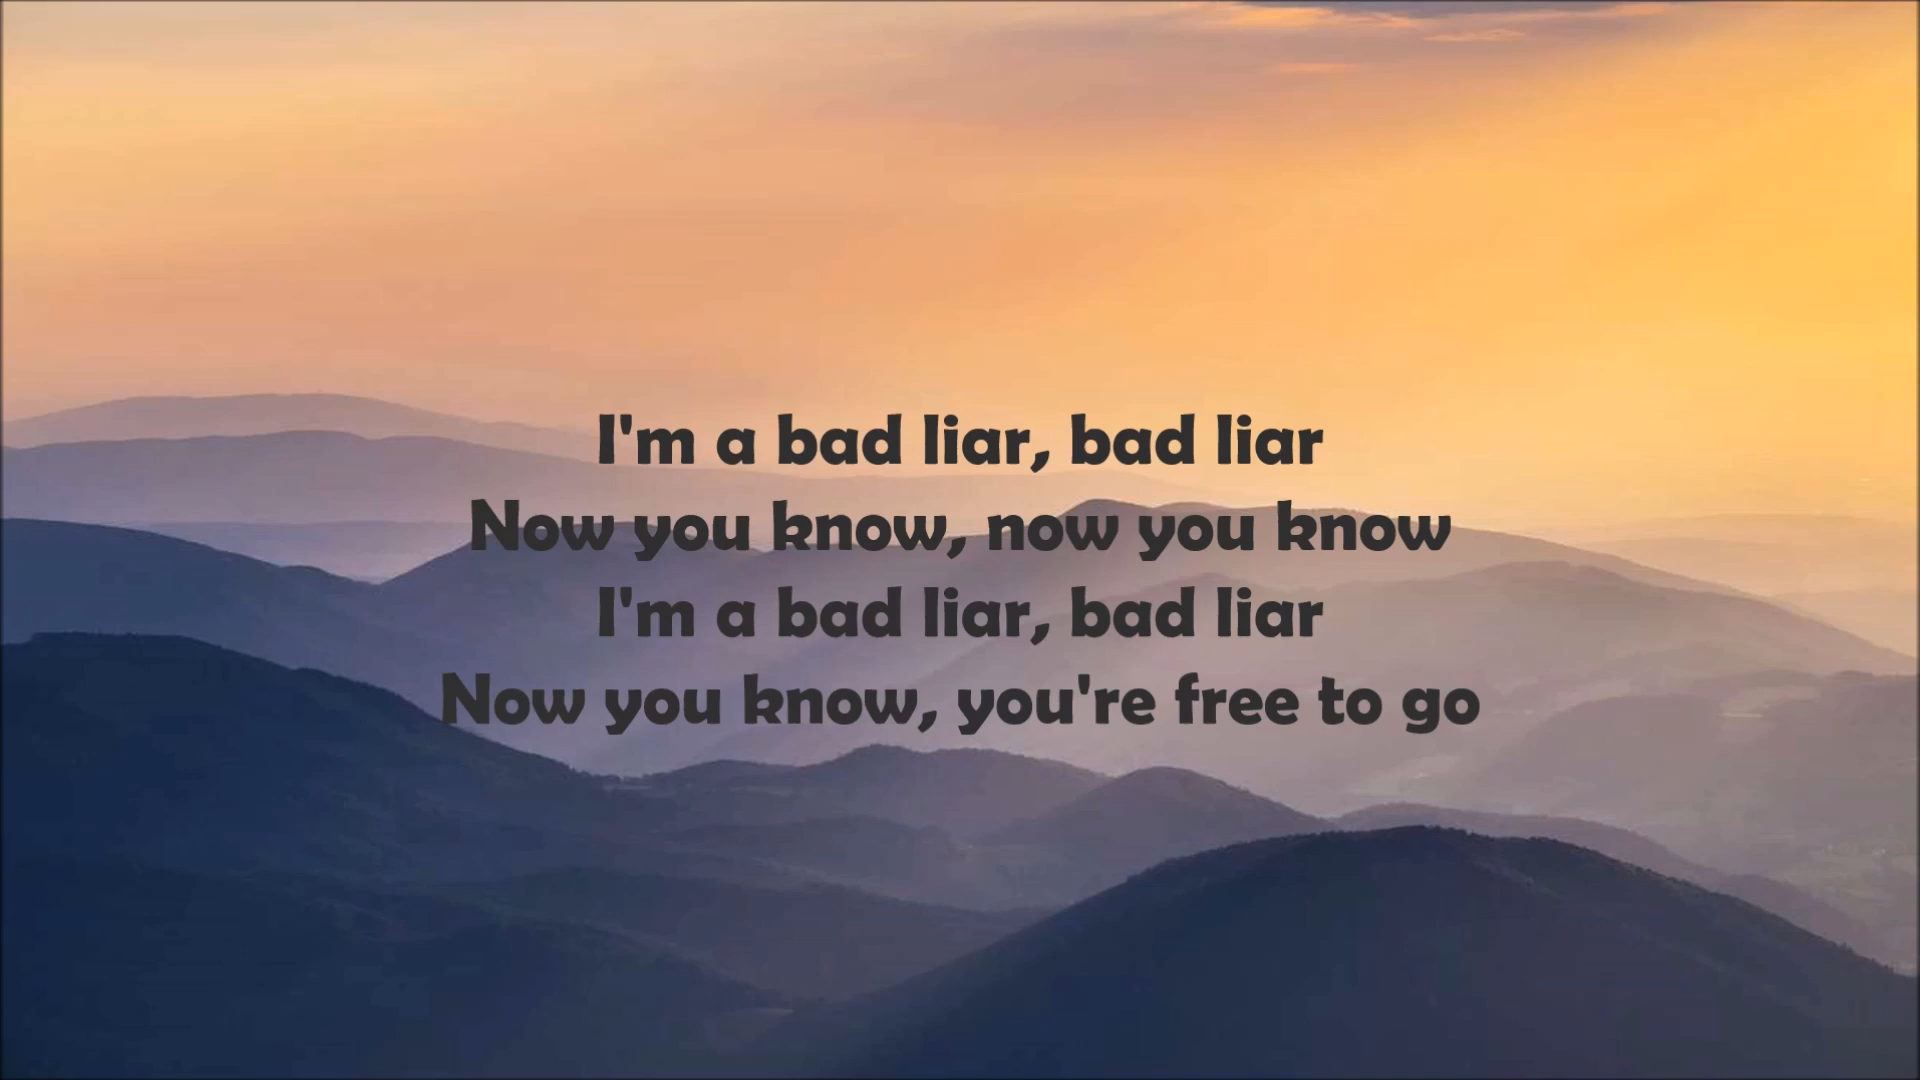 I'm a bad liar, bad liar
Now you know, now you know
I'm a bad liar, bad liar
Now you know, you're free to go